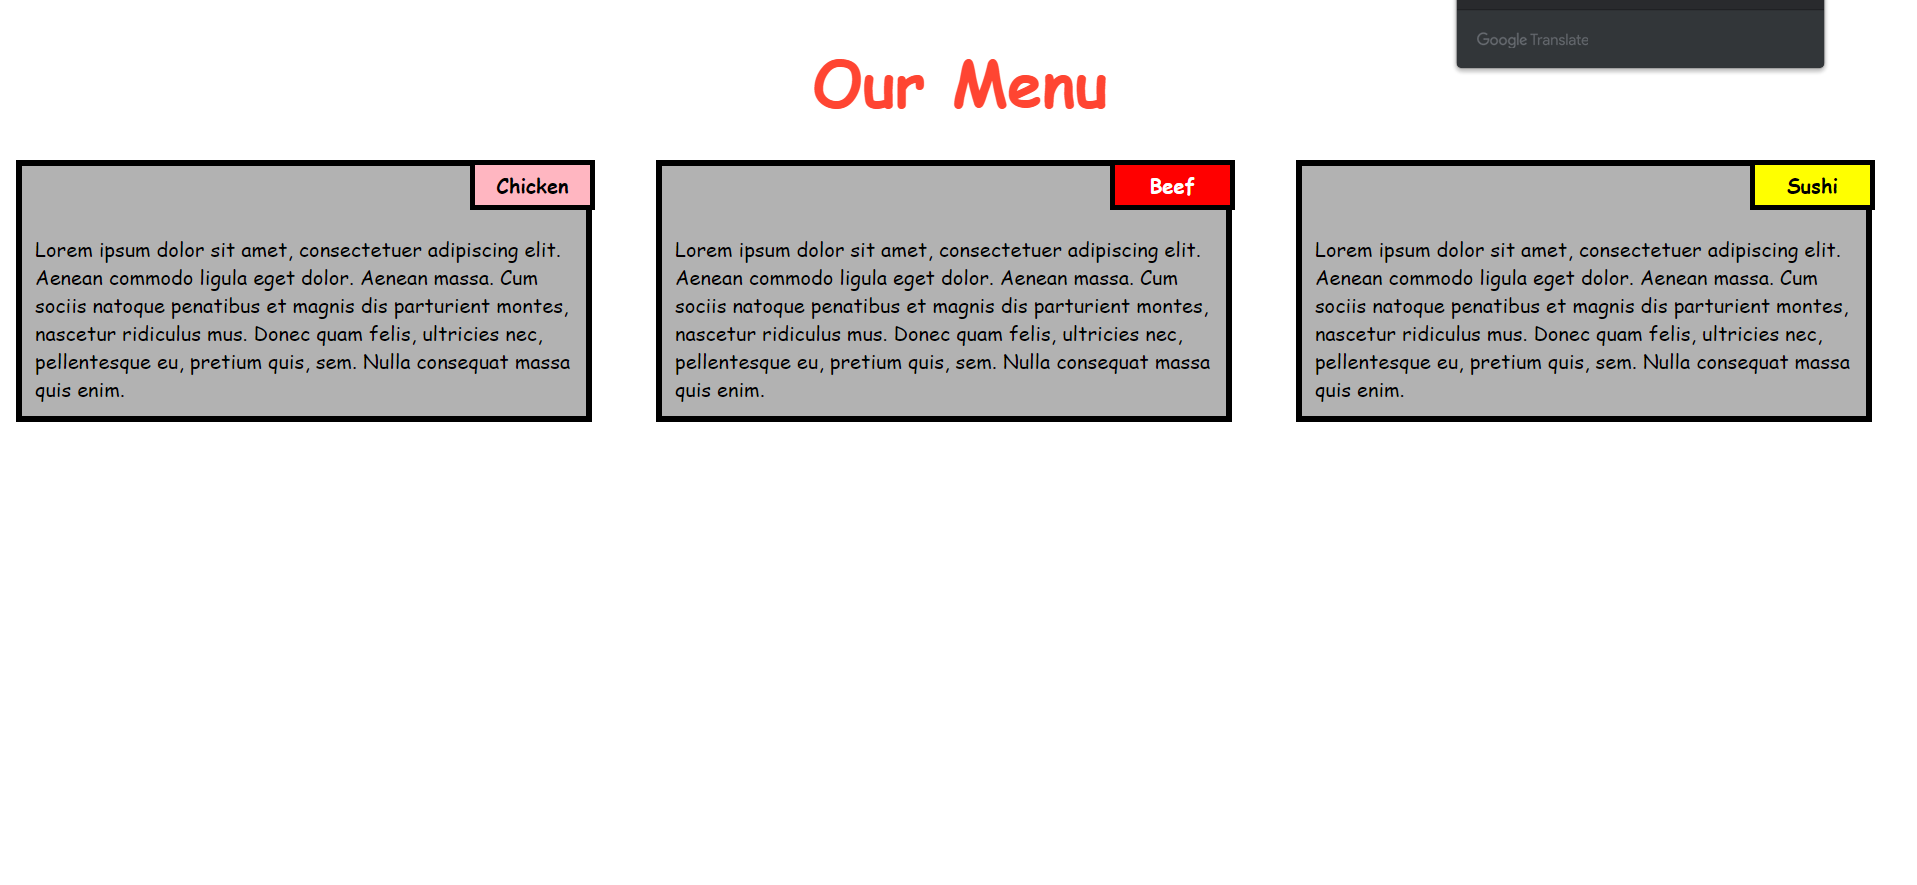 Google Translate
Our Menu
Chicken
Lorem ipsum dolor sit amet, consectetuer adipiscing elit.
Aenean commodo ligula eget dolor. Aenean massa. Cum
sociis natoque penatibus et magnis dis parturient montes,
nascetur ridiculus mus. Donec quam felis, ultricies nec,
pellentesque eu, pretium quis, sem. Nulla consequat massa
quis enim.
Beef
Lorem ipsum dolor sit amet, consectetuer adipiscing elit.
Aenean commodo ligula eget dolor. Aenean massa. Cum
sociis natoque penatibus et magnis dis parturient montes,
nascetur ridiculus mus. Donec quam felis, ultricies nec,
pellentesque eu, pretium quis, sem. Nulla consequat massa
quis enim.
Sushi
Lorem ipsum dolor sit amet, consectetuer adipiscing elit.
Aenean commodo ligula eget dolor. Aenean massa. Cum
sociis natoque penatibus et magnis dis parturient montes,
nascetur ridiculus mus. Donec quam felis, ultricies nec,
pellentesque eu, pretium quis, sem. Nulla consequat massa
quis enim.